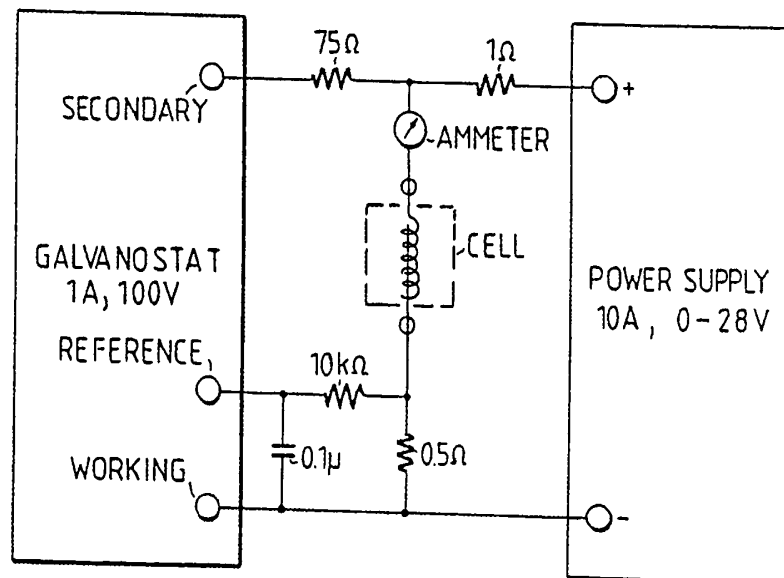 75Ω
1Ω
SECONDARY
+
AMMETER
CELL
GALVANOSTAT
1A, 100V
POWER SUPPLY
10A, 0-28V
REFERENCE
10kΩ
0.1μ
0.5Ω
WORKING
-